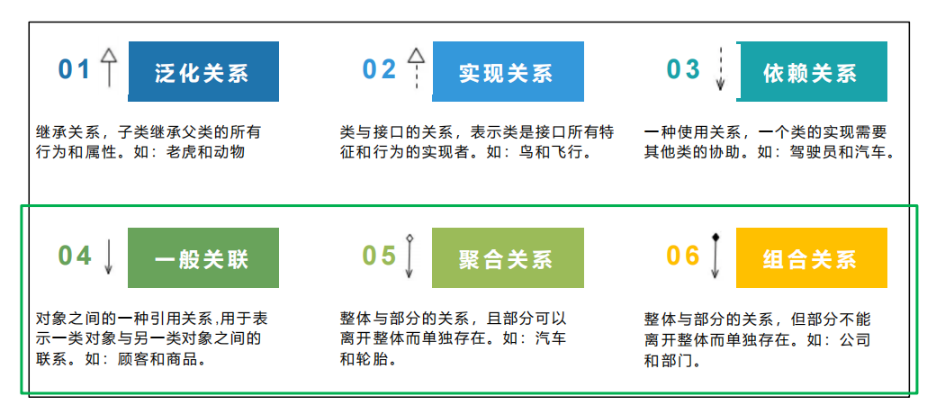 01 泛化关系
继承关系，子类继承父类的所有
行为和属性。如：老虎和动物
02 实现关系
类与接口的关系，表示类是接口所有特
征和行为的实现者。如：鸟和飞行。
03 依赖关系
一种使用关系，一个类的实现需要
其他类的协助。如：驾驶员和汽车。
04 一般关联
对象之间的一种引用关系,用于表
示一类对象与另一类对象之间的
联系。如：顾客和商品。
05 聚合关系
整体与部分的关系，且部分可以
离开整体而单独存在。如：汽车
和轮胎。
06 组合关系
整体与部分的关系，但部分不能
离开整体而单独存在。如：公司
和部门。